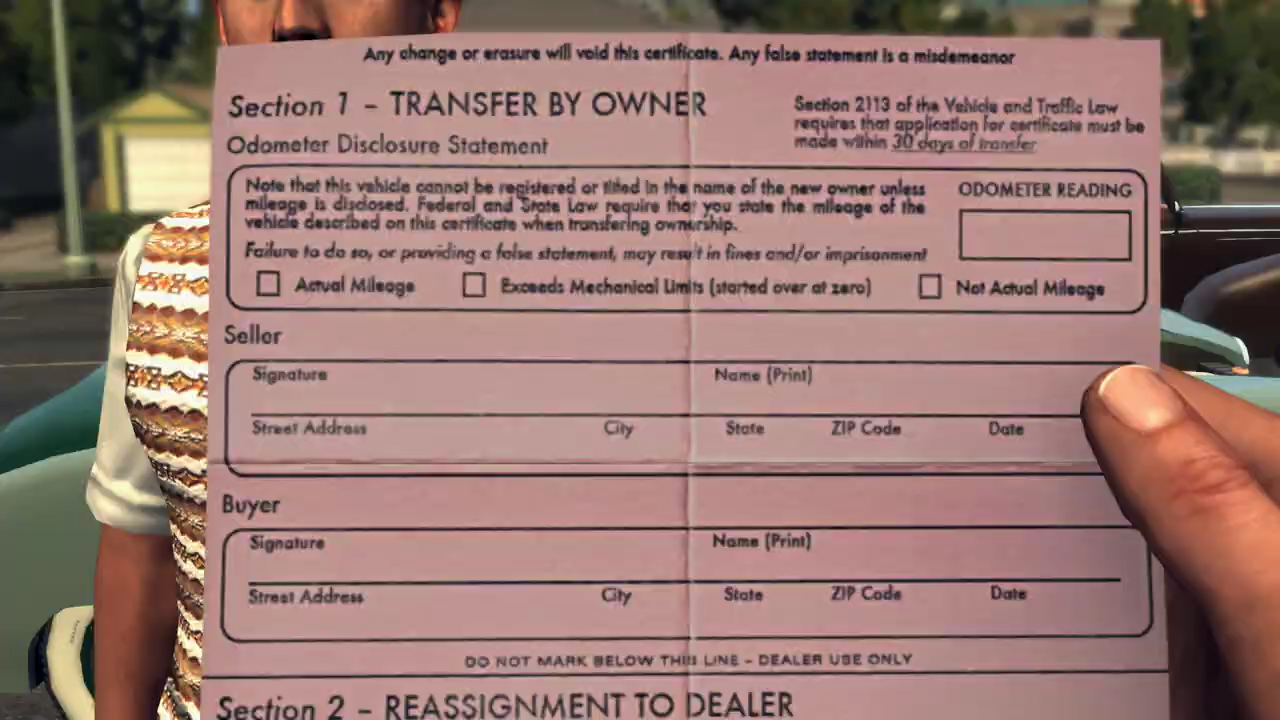 Any change or erasure will void this certificate. Any false statement is a misdemeanor
Section 1 - TRANSFER BY OWNER
Section 2113 of the Vehicle and Traffic Law
requires that application for certificate must be
made within 30 days of transfer
Odometer Disclosure Statement
Note that this vehicle cannot be registered or titled in the name of the new owner unless
mileage is disclosed. Federal and State Law require that you state the mileage of the
vehicle described on this certificate when transfering ownership.
Failure to do so, or providing a false statement, may result in fines and/or imprisonment
ODOMETER READING
Actual Mileage
Exceeds Mechanical Limits (started over at zero)
Not Actual Mileage
Seller
Signature Name (Print)
Street Address City State ZIP Code Date
Buyer
Signature Name (Print)
Street Address City State ZIP Code Date
DO NOT MARK BELOW THIS LINE - DEALER USE ONLY
Section 2 - REASSIGNMENT TO DEALER